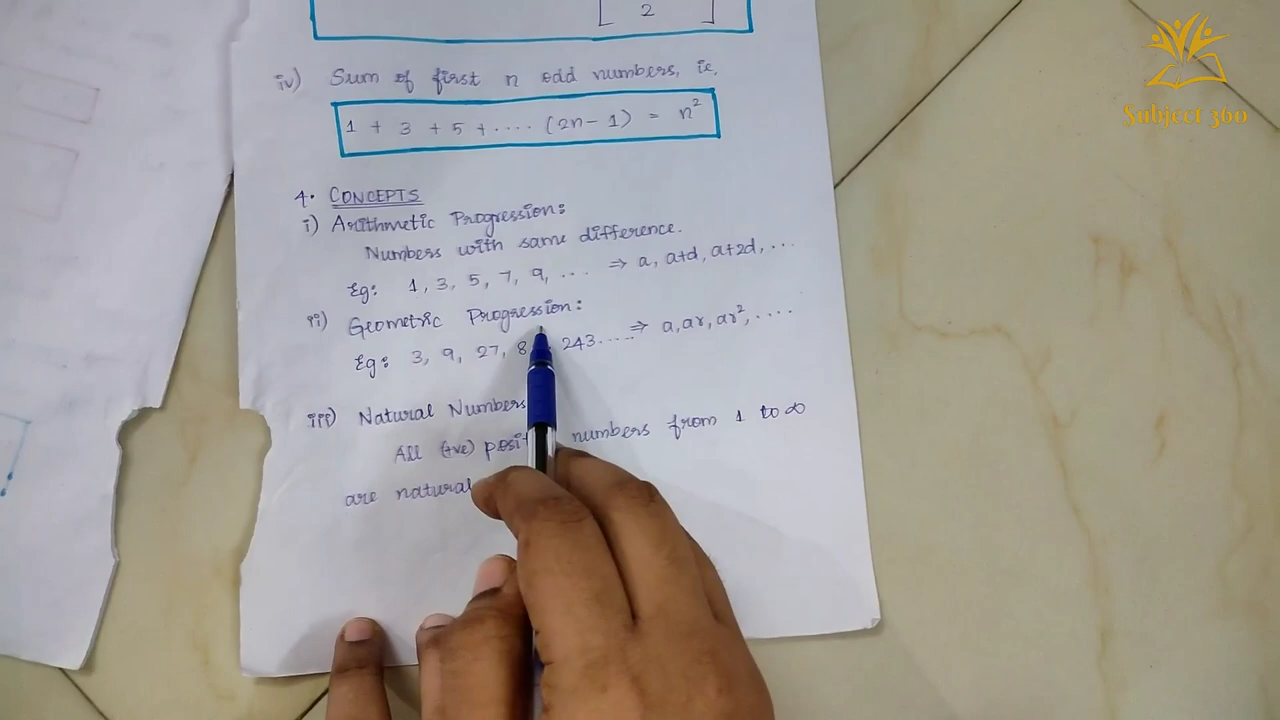 2
iv) Sum of first n odd numbers, ie,
1 + 3 + 5 + .... (2n - 1) = n²
4. CONCEPTS
i) Arithmetic Progression:
Numbers with same difference.
Eg: 1, 3, 5, 7, 9, ... ⇒ a, a+d, a+2d, ...
ii) Geometric Progression:
Eg: 3, 9, 27, 8 243..... ⇒ a, ar, ar², ....
iii) Natural Numbers
All (+ve) numbers from 1 to ∞
are natural
Subject 360